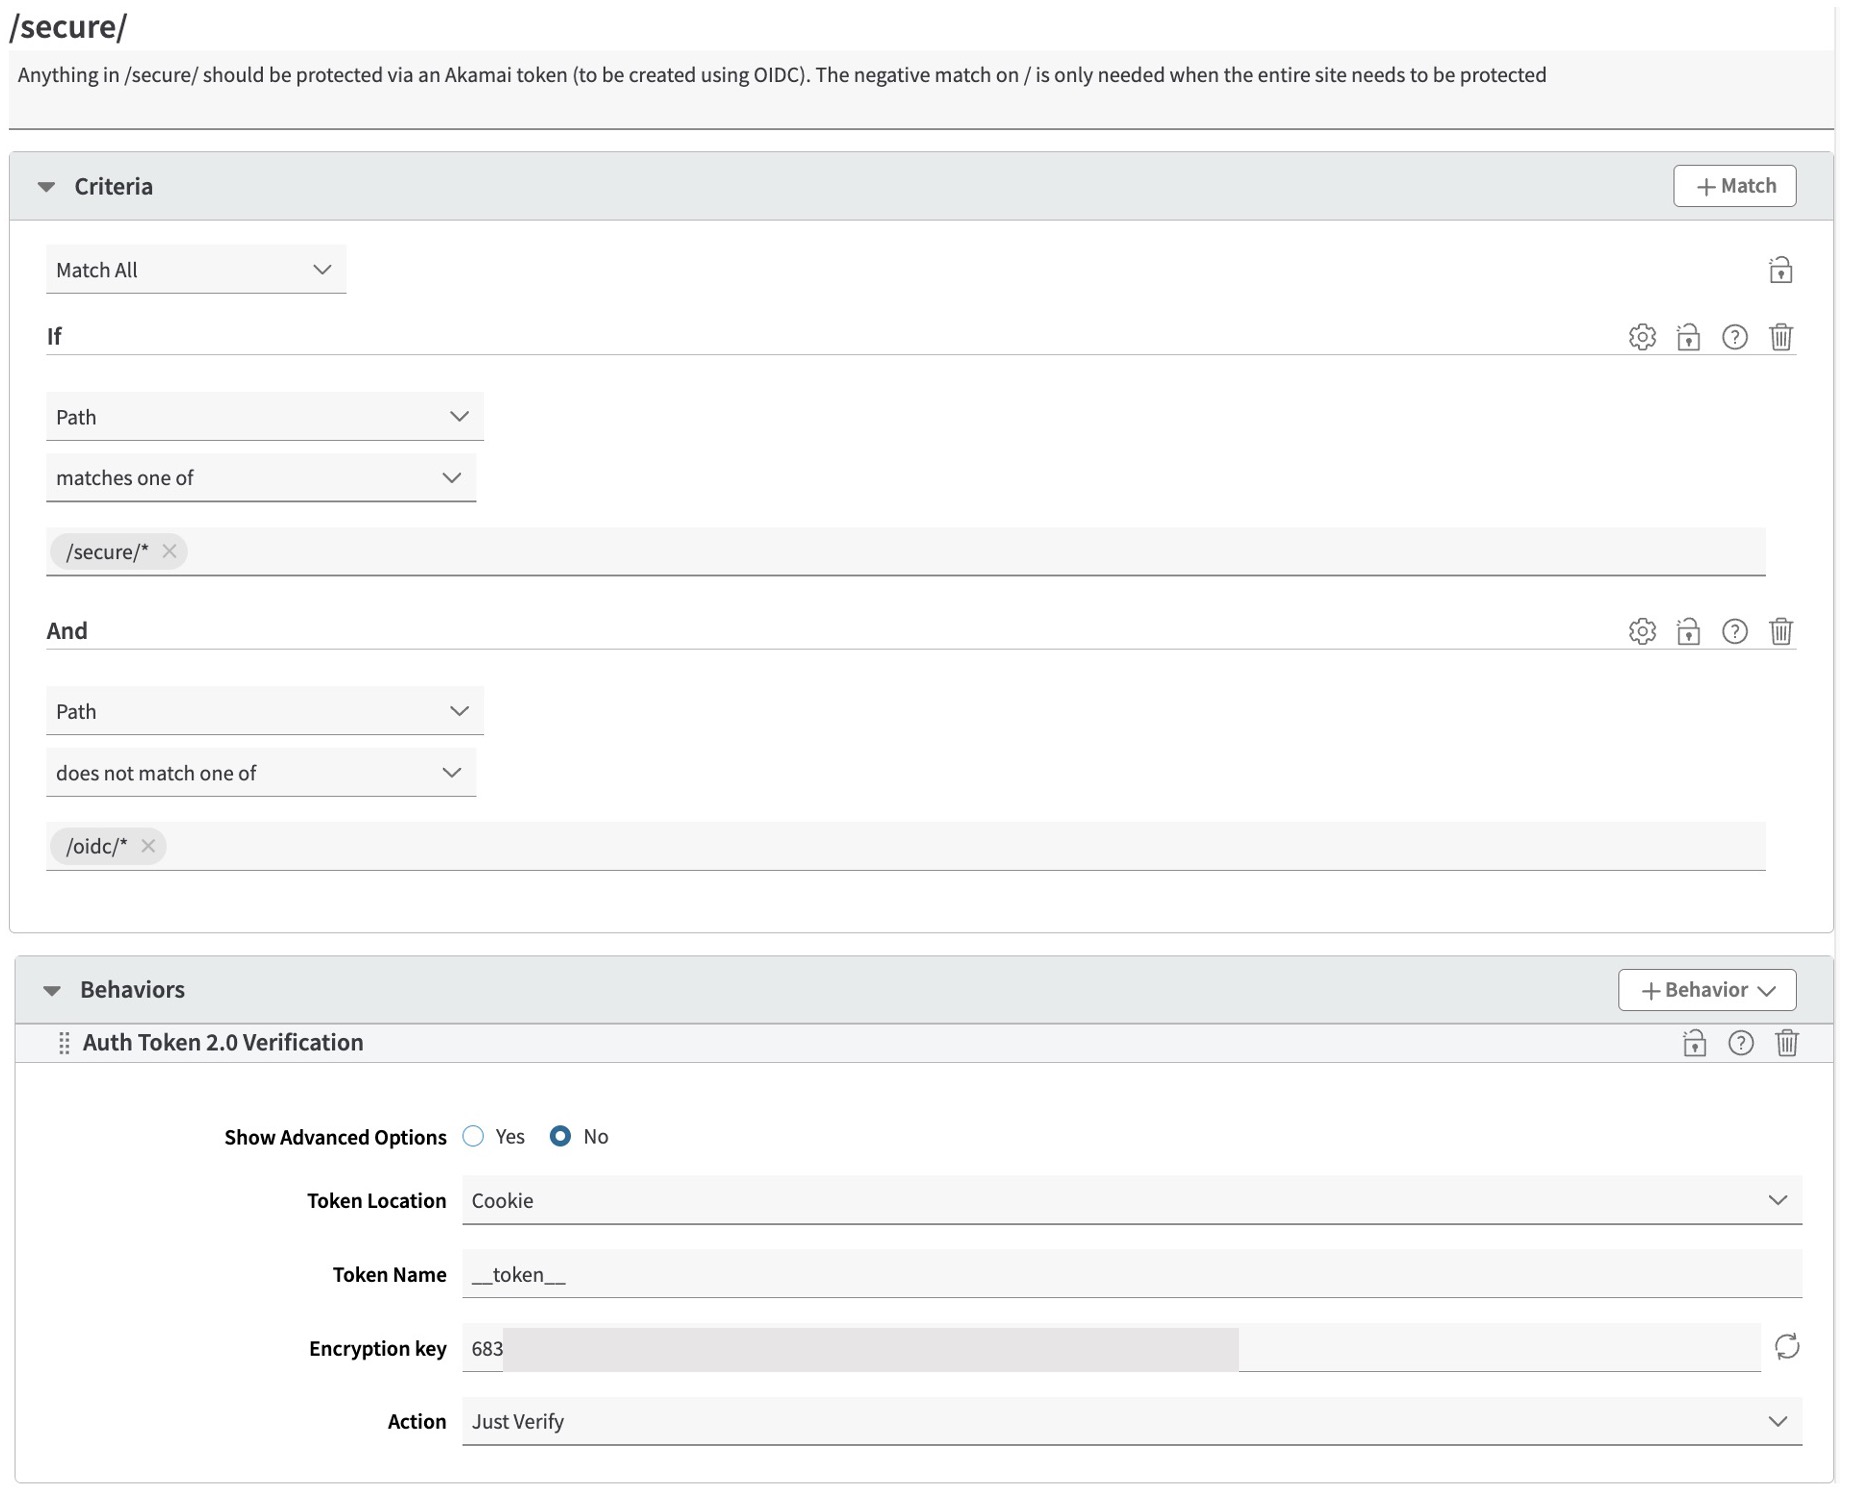 /secure/
Anything in /secure/ should be protected via an Akamai token (to be created using OIDC). The negative match on / is only needed when the entire site needs to be protected
Criteria
Match
Match All
If
Path
matches one of
/secure/*
And
Path
does not match one of
/oidc/*
Behaviors
Behavior
Auth Token 2.0 Verification
Show Advanced Options Yes No
Token Location Cookie
Token Name __token__
Encryption key 683
Action Just Verify